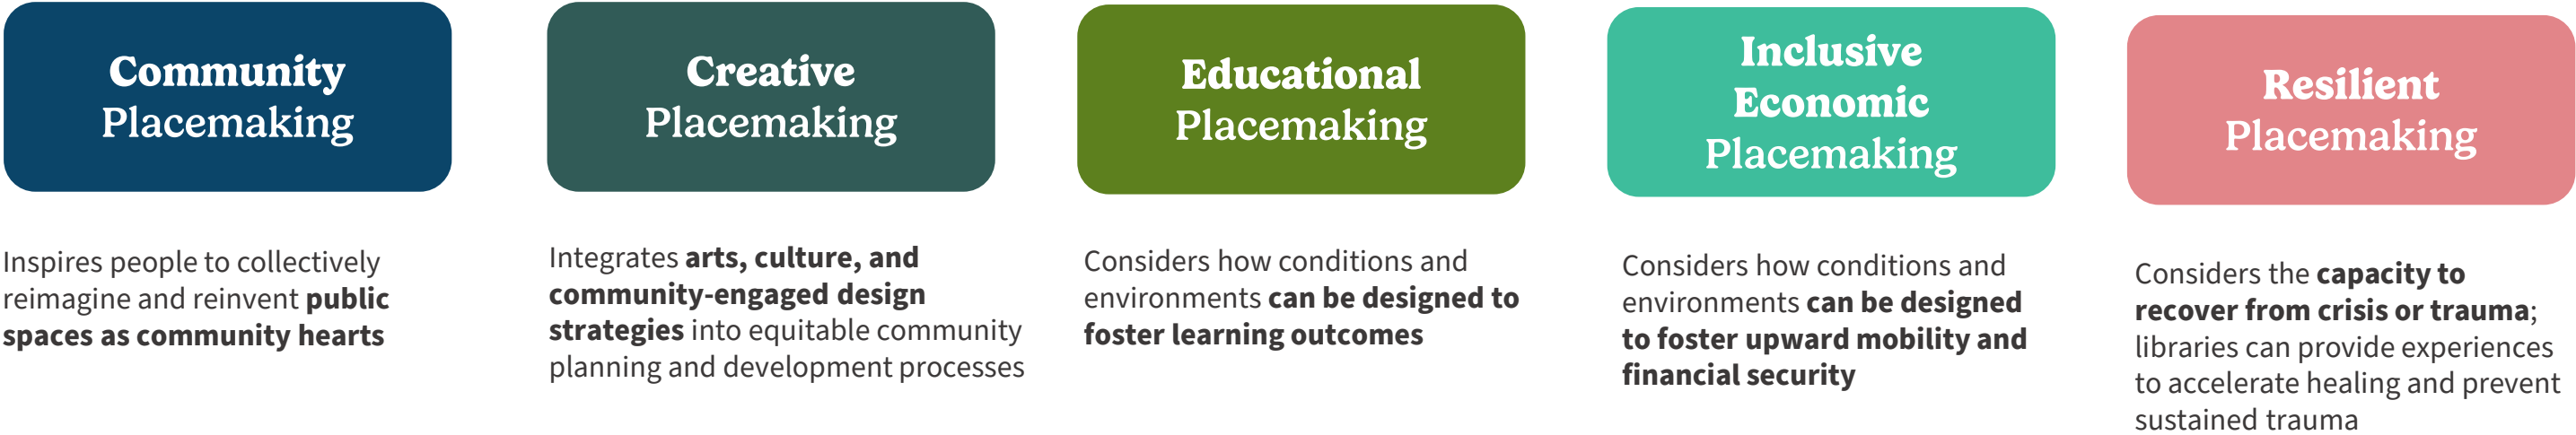 Community
Placemaking
Inspires people to collectively
reimagine and reinvent public
spaces as community hearts
Creative
Placemaking
Integrates arts, culture, and
community-engaged design
strategies into equitable community
planning and development processes
Educational
Placemaking
Considers how conditions and
environments can be designed to
foster learning outcomes
Inclusive
Economic
Placemaking
Considers how conditions and
environments can be designed
to foster upward mobility and
financial security
Resilient
Placemaking
Considers the capacity to
recover from crisis or trauma;
libraries can provide experiences
to accelerate healing and prevent
sustained trauma